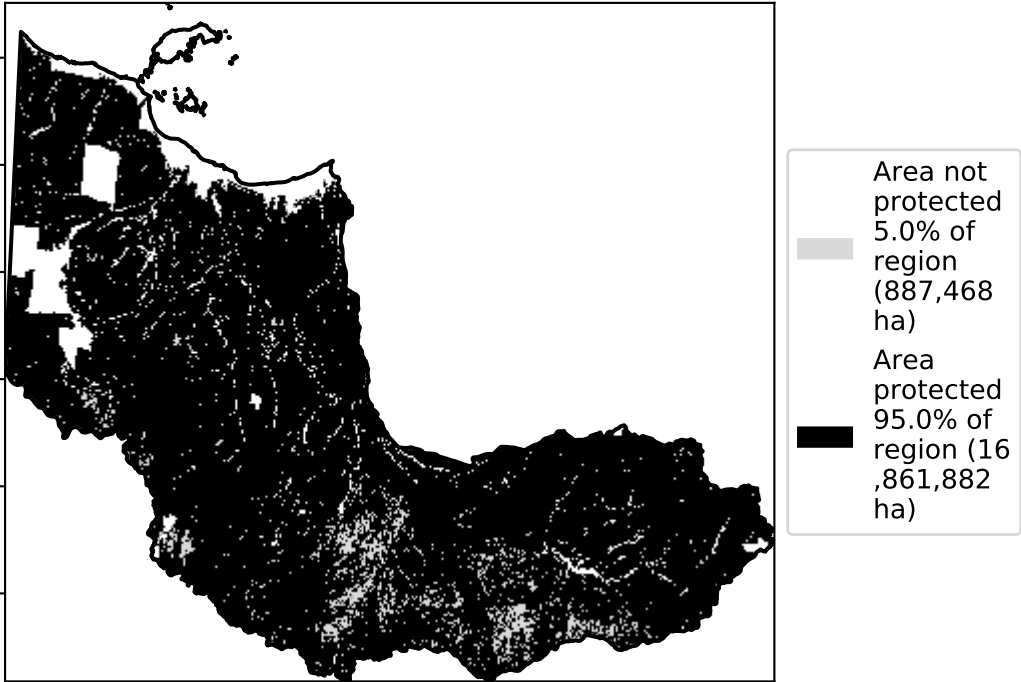 Area not
protected
5.0% of
region
(887,468
ha)
Area
protected
95.0% of
region (16
,861,882
ha)